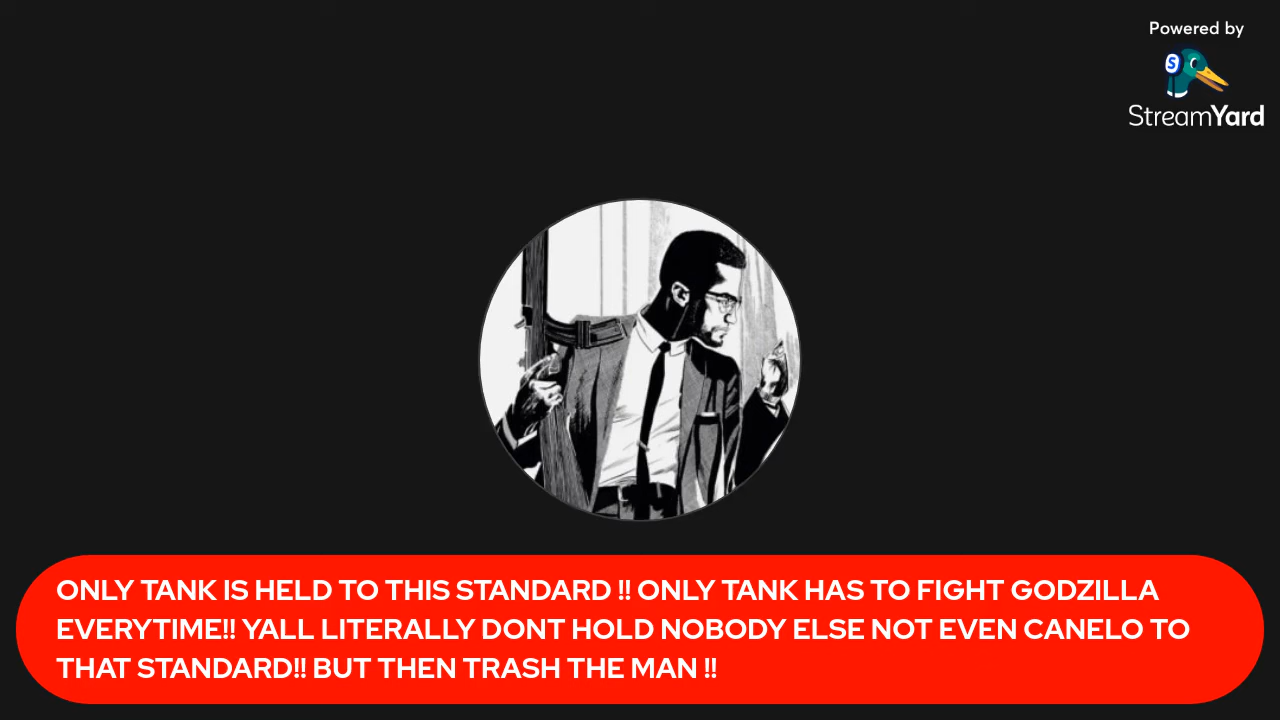 Powered by
S
StreamYard
ONLY TANK IS HELD TO THIS STANDARD !! ONLY TANK HAS TO FIGHT GODZILLA
EVERYTIME!! YALL LITERALLY DONT HOLD NOBODY ELSE NOT EVEN CANELO TO
THAT STANDARD!! BUT THEN TRASH THE MAN !!